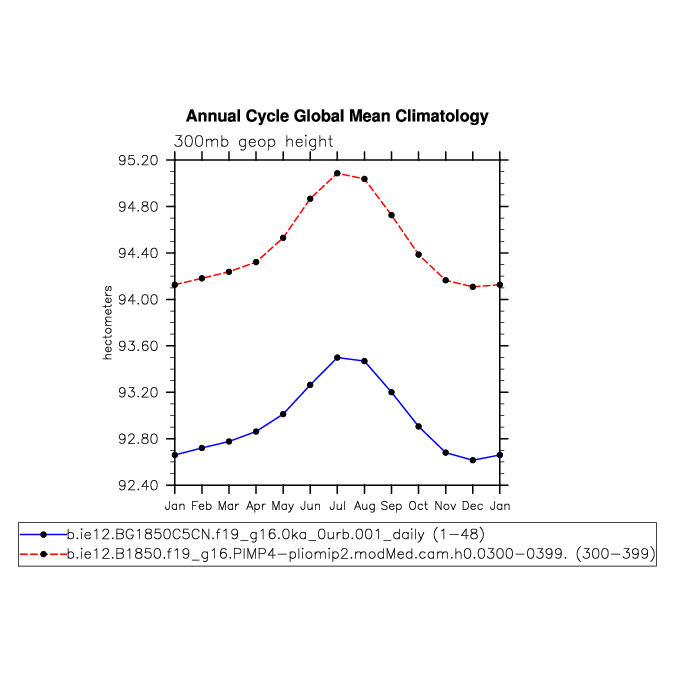 Annual Cycle Global Mean Climatology
300mb geop height
95.20
94.80
94.40
94.00
93.60
93.20
92.80
92.40
hectometers
Jan Feb Mar Apr May Jun Jul Aug Sep Oct Nov Dec Jan
b.ie12.BG1850C5CN.f19_g16.0ka_0urb.001_daily (1-48)
b.ie12.B1850.f19_g16.PIMP4-pliomip2.modMed.cam.h0.0300-0399. (300-399)